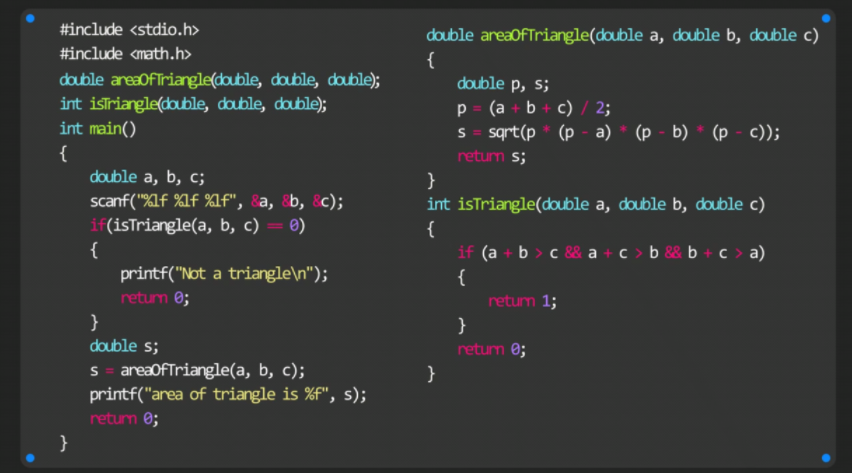 #include <stdio.h>
#include <math.h>
double areaOfTriangle(double, double, double);
int isTriangle(double, double, double);
int main()
{
    double a, b, c;
    scanf("%lf %lf %lf", &a, &b, &c);
    if(isTriangle(a, b, c) == 0)
    {
        printf("Not a triangle\n");
        return 0;
    }
    double s;
    s = areaOfTriangle(a, b, c);
    printf("area of triangle is %f", s);
    return 0;
}
double areaOfTriangle(double a, double b, double c)
{
    double p, s;
    p = (a + b + c) / 2;
    s = sqrt(p * (p - a) * (p - b) * (p - c));
    return s;
}
int isTriangle(double a, double b, double c)
{
    if (a + b > c && a + c > b && b + c > a)
    {
        return 1;
    }
    return 0;
}